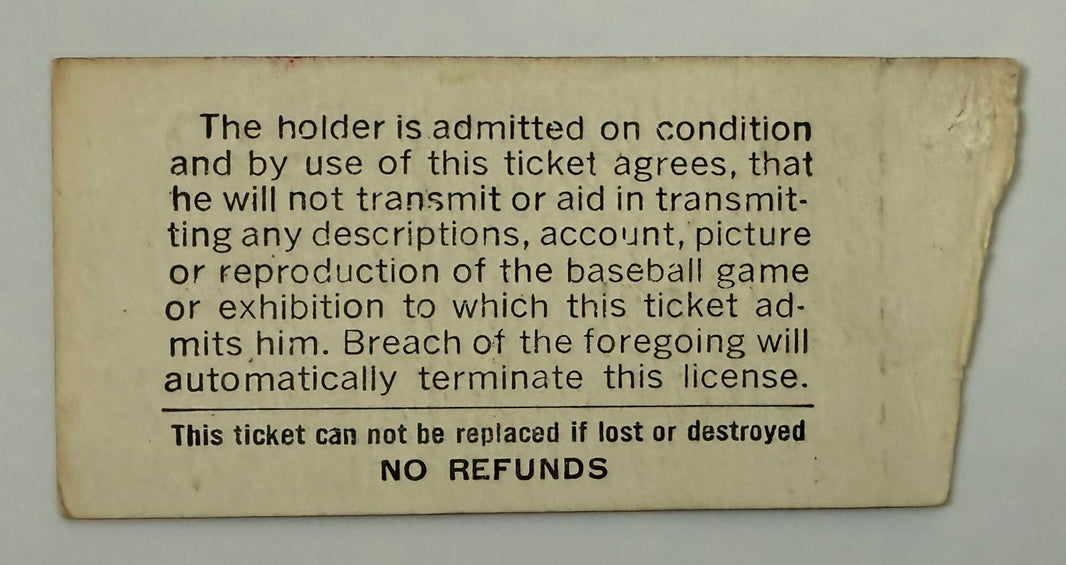 The holder is admitted on condition
and by use of this ticket agrees, that
he will not transmit or aid in transmit-
ting any descriptions, account, picture
or reproduction of the baseball game
or exhibition to which this ticket ad-
mits him. Breach of the foregoing will
automatically terminate this license.
This ticket can not be replaced if lost or destroyed
NO REFUNDS